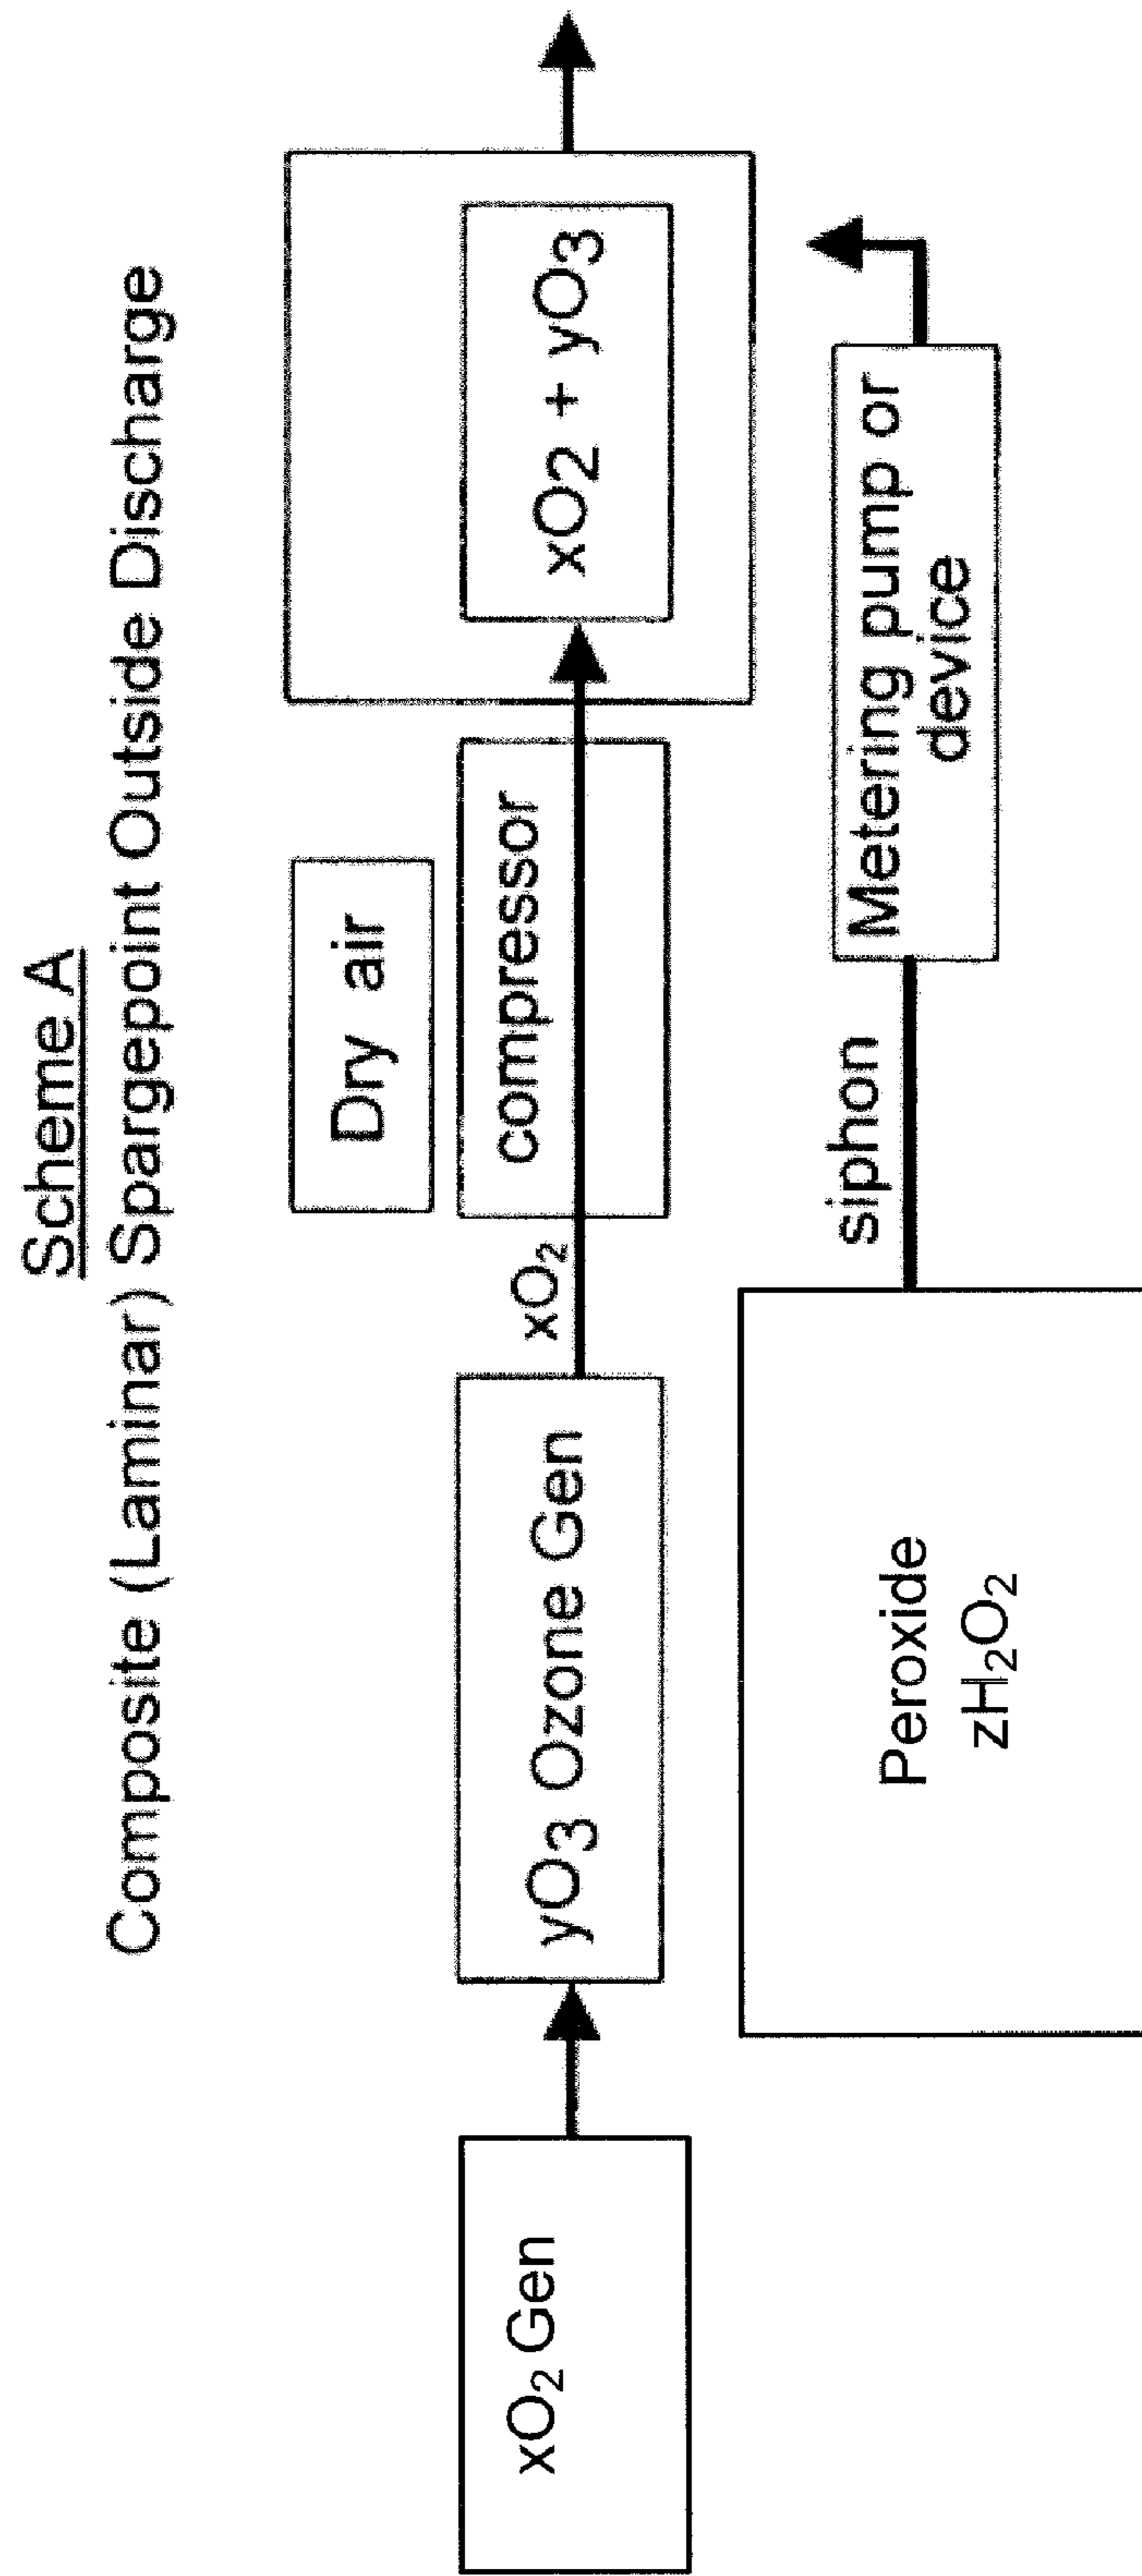 Scheme A
Composite (Laminar) Spargepoint Outside Discharge
Dry air
xO₂ Gen
yO₃ Ozone Gen
xO₂
compressor
xO₂ + yO₃
Peroxide
zH₂O₂
siphon
Metering pump or
device